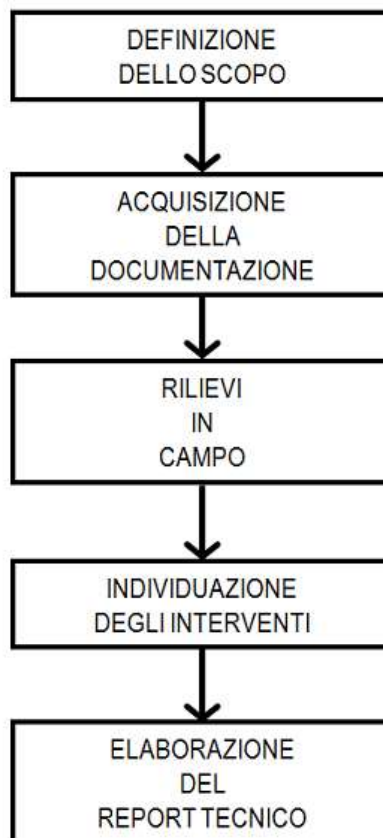 DEFINIZIONE
DELLO SCOPO
ACQUISIZIONE
DELLA
DOCUMENTAZIONE
RILIEVI
IN
CAMPO
INDIVIDUAZIONE
DEGLI INTERVENTI
ELABORAZIONE
DEL
REPORT TECNICO